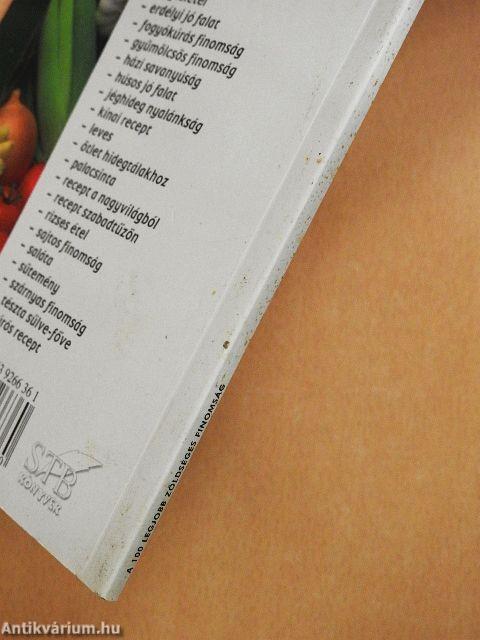 - erdélyi jó falat
- fogyókúrás finomság
- gyümölcsös finomság
- házi savanyúság
- húsos jó falat
- jéghideg nyalánkság
- kínai recept
- leves
- ötlet hidegtálakhoz
- palacsinta
- recept a nagyvilágból
- recept szabadtűzön
- rizses étel
- sajtos finomság
- saláta
- sütemény
- szárnyas finomság
tészta sülve-főve
recept
9266 36 1
STB
KÖNYVEK
A 100 LEGJOBB ZÖLDSÉGES FINOMSÁG
Antikvárium.hu